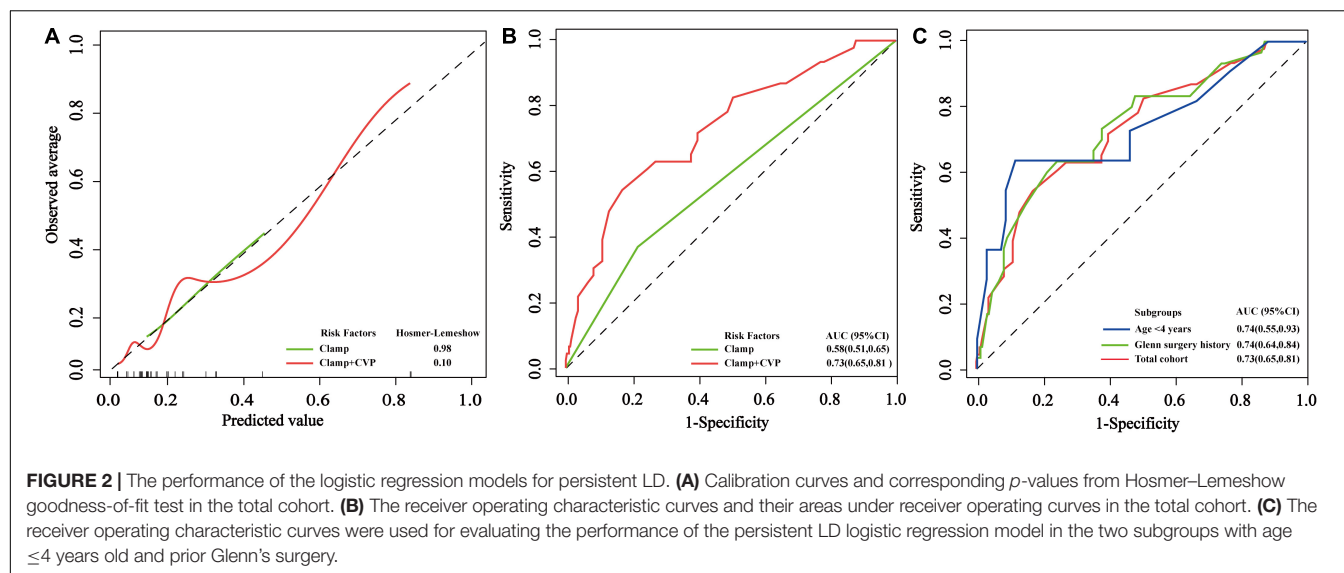 A
Observed average
0.0
0.2
0.4
0.6
0.8
1.0
0.0
0.2
0.4
0.6
0.8
1.0
Predicted value
Risk Factors Hosmer-Lemeshow
Clamp 0.98
Clamp+CVP 0.10
B
Sensitivity
0.0
0.2
0.4
0.6
0.8
1.0
0.0
0.2
0.4
0.6
0.8
1.0
1-Specificity
Risk Factors AUC (95%CI)
Clamp 0.58(0.51,0.65)
Clamp+CVP 0.73(0.65,0.81 )
C
Sensitivity
0.0
0.2
0.4
0.6
0.8
1.0
0.0
0.2
0.4
0.6
0.8
1.0
1-Specificity
Subgroups AUC (95%CI)
Age <4 years 0.74(0.55,0.93)
Glenn surgery history 0.74(0.64,0.84)
Total cohort 0.73(0.65,0.81)
FIGURE 2 | The performance of the logistic regression models for persistent LD. (A) Calibration curves and corresponding p-values from Hosmer–Lemeshow
goodness-of-fit test in the total cohort. (B) The receiver operating characteristic curves and their areas under receiver operating curves in the total cohort. (C) The
receiver operating characteristic curves were used for evaluating the performance of the persistent LD logistic regression model in the two subgroups with age
≤4 years old and prior Glenn's surgery.